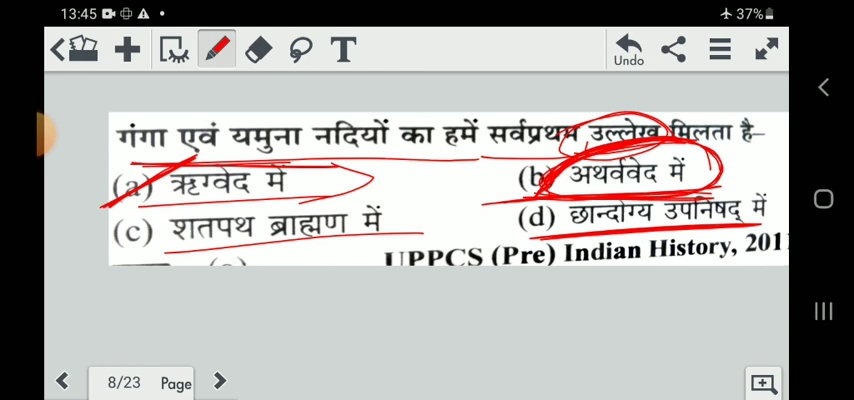 13:45 37%
Undo
गंगा एवं यमुना नदियों का हमें सर्वप्रथम उल्लेख मिलता है–
(a) ऋग्वेद में (b) अथर्ववेद में
(c) शतपथ ब्राह्मण में (d) छान्दोग्य उपनिषद् में
UPPCS (Pre) Indian History, 201
8/23 Page